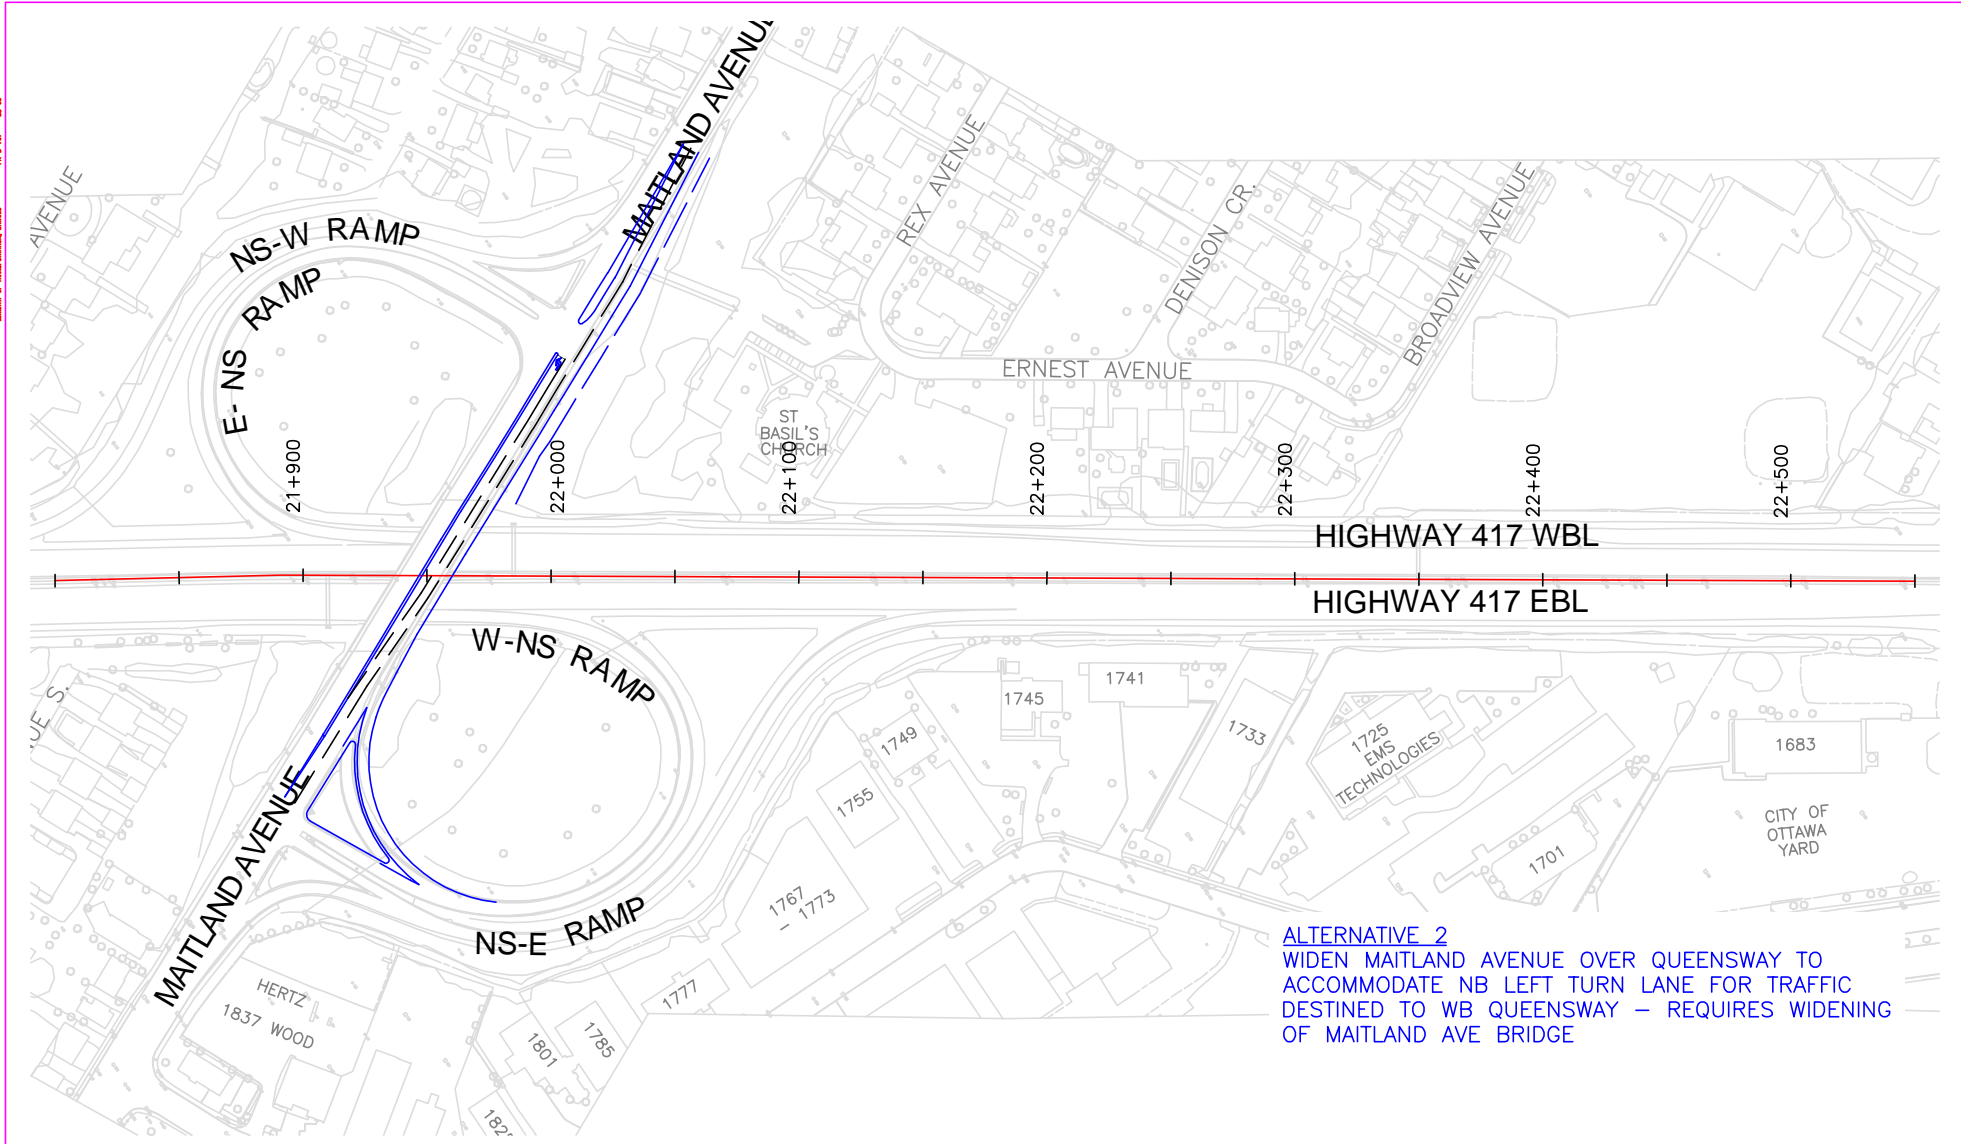 MAITLAND AVENUE
AVENUE
NS-W RAMP
E-NS RAMP
MAITLAND AVENUE
REX AVENUE
DENISON CR.
BROADVIEW AVENUE
ERNEST AVENUE
ST
BASIL'S
CHURCH
21+900
22+000
22+100
22+200
22+300
22+400
22+500
HIGHWAY 417 WBL
HIGHWAY 417 EBL
W-NS RAMP
S.
1745
1741
1749
1733
1725
EMS
TECHNOLOGIES
1683
1755
CITY OF
OTTAWA
YARD
1701
MAITLAND AVENUE
1767
– 1773
NS-E RAMP
HERTZ
1837 WOOD
1777
1785
1801
ALTERNATIVE 2
WIDEN MAITLAND AVENUE OVER QUEENSWAY TO
ACCOMMODATE NB LEFT TURN LANE FOR TRAFFIC
DESTINED TO WB QUEENSWAY – REQUIRES WIDENING
OF MAITLAND AVE BRIDGE